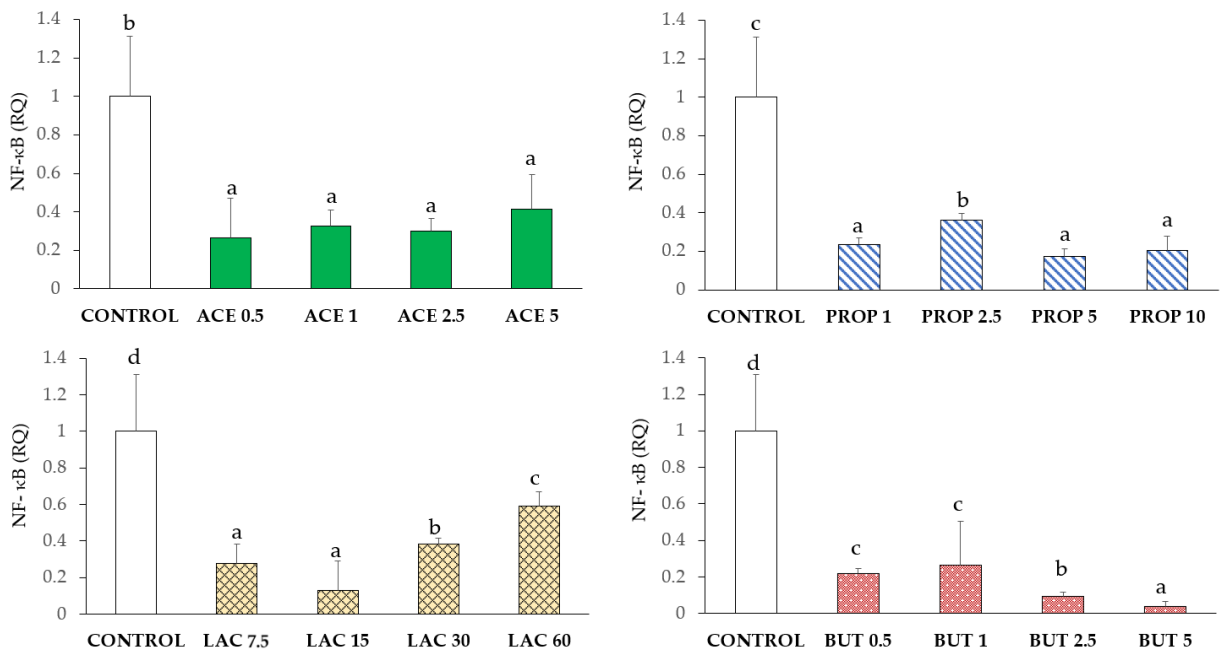 NF-κB (RQ)
1.4
1.2
1
0.8
0.6
0.4
0.2
0
b
a
a
a
a
CONTROL ACE 0.5 ACE 1 ACE 2.5 ACE 5
NF-κB (RQ)
1.4
1.2
1
0.8
0.6
0.4
0.2
0
c
a
b
a
a
CONTROL PROP 1 PROP 2.5 PROP 5 PROP 10
NF- κB (RQ)
1.4
1.2
1
0.8
0.6
0.4
0.2
0
d
a
a
b
c
CONTROL LAC 7.5 LAC 15 LAC 30 LAC 60
NF- κB (RQ)
1.4
1.2
1
0.8
0.6
0.4
0.2
0
d
c
c
b
a
CONTROL BUT 0.5 BUT 1 BUT 2.5 BUT 5